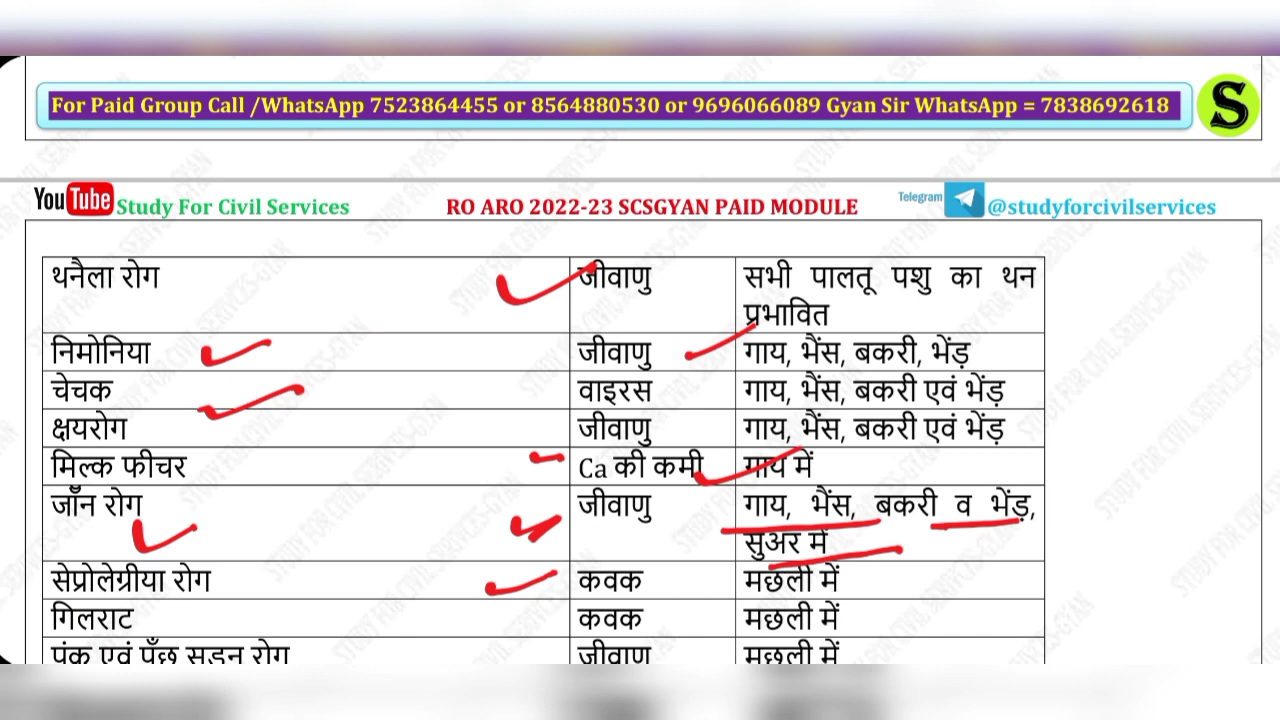 For Paid Group Call /WhatsApp 7523864455 or 8564880530 or 9696066089 Gyan Sir WhatsApp = 7838692618
S
YouTube Study For Civil Services RO ARO 2022-23 SCSGYAN PAID MODULE Telegram @studyforcivilservices
थनैला रोग जीवाणु सभी पालतू पशु का थन
प्रभावित
निमोनिया जीवाणु गाय, भैंस, बकरी, भेंड़
चेचक वाइरस गाय, भैंस, बकरी एवं भेंड़
क्षयरोग जीवाणु गाय, भैंस, बकरी एवं भेंड़
मिल्क फीचर Ca की कमी गाय में
जॉन रोग जीवाणु गाय, भैंस, बकरी व भेंड़,
सुअर में
सेप्रोलेग्रीया रोग कवक मछली में
गिलराट कवक मछली में
पंक एवं पूँछ सड़न रोग जीवाणु मछली में